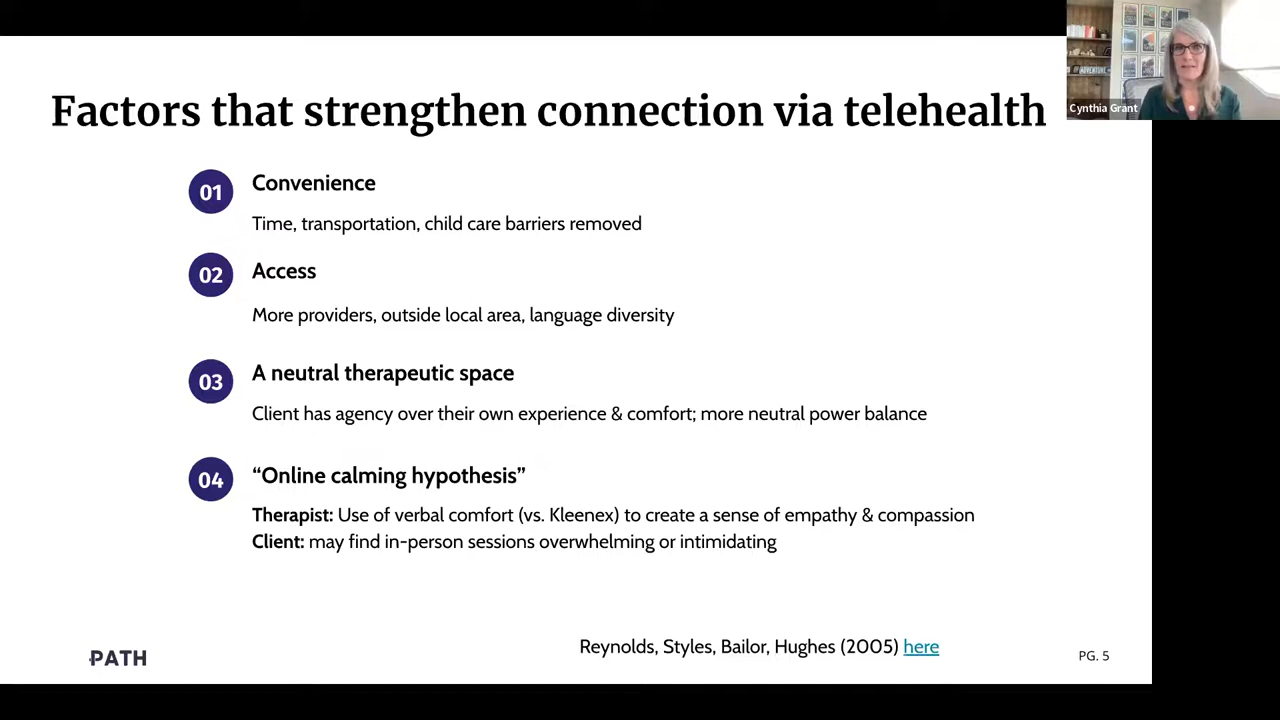 Factors that strengthen connection via telehealth
Cynthia Grant
ADVENTURE
01
Convenience
Time, transportation, child care barriers removed
02
Access
More providers, outside local area, language diversity
03
A neutral therapeutic space
Client has agency over their own experience & comfort; more neutral power balance
04
“Online calming hypothesis”
Therapist: Use of verbal comfort (vs. Kleenex) to create a sense of empathy & compassion
Client: may find in-person sessions overwhelming or intimidating
PATH
Reynolds, Styles, Bailor, Hughes (2005) here
PG. 5